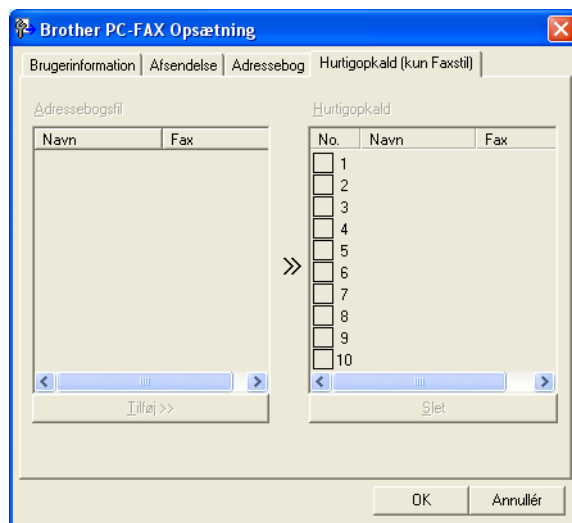 Brother PC-FAX Opsætning
Brugerinformation Afsendelse Adressebog Hurtigopkald (kun Faxstil)
Adressebogsfil Hurtigopkald
Navn Fax No. Navn Fax
1
2
3
4
5
6
7
8
9
10
Tilføj >> Slet
OK Annullér